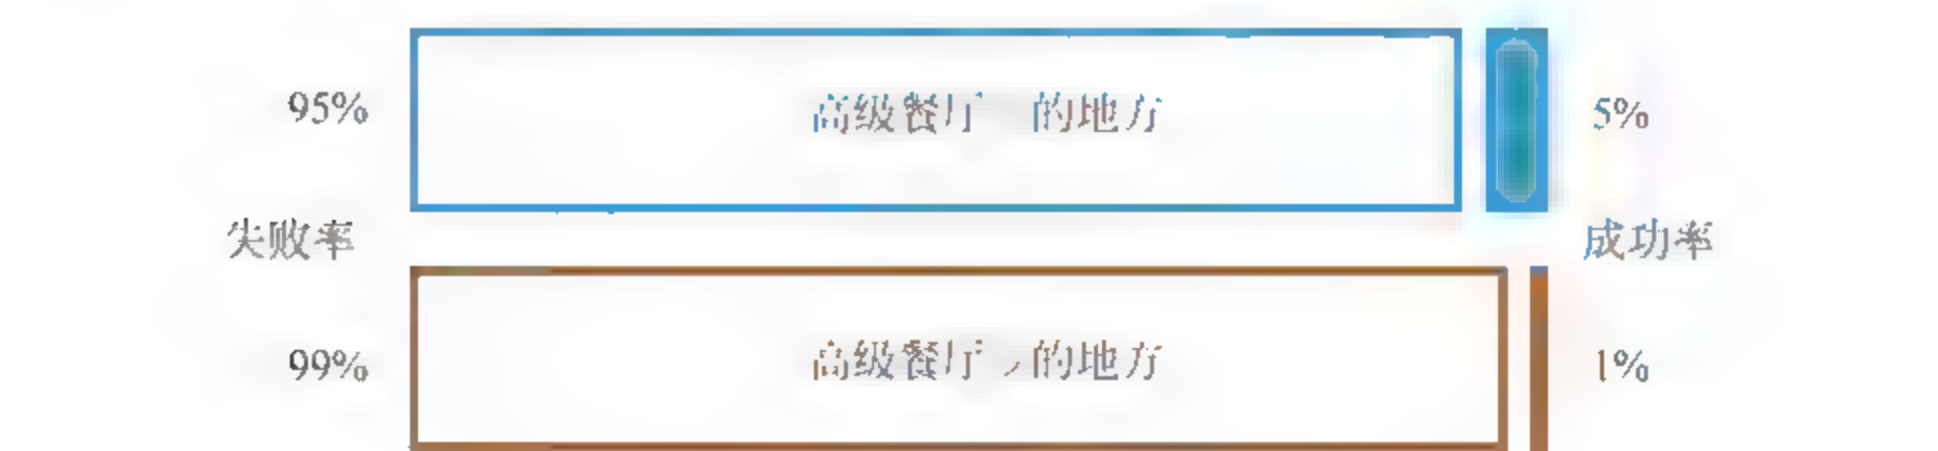 95% 高级餐厅 的地方 5%
失败率 成功率
99% 高级餐厅 的地方 1%